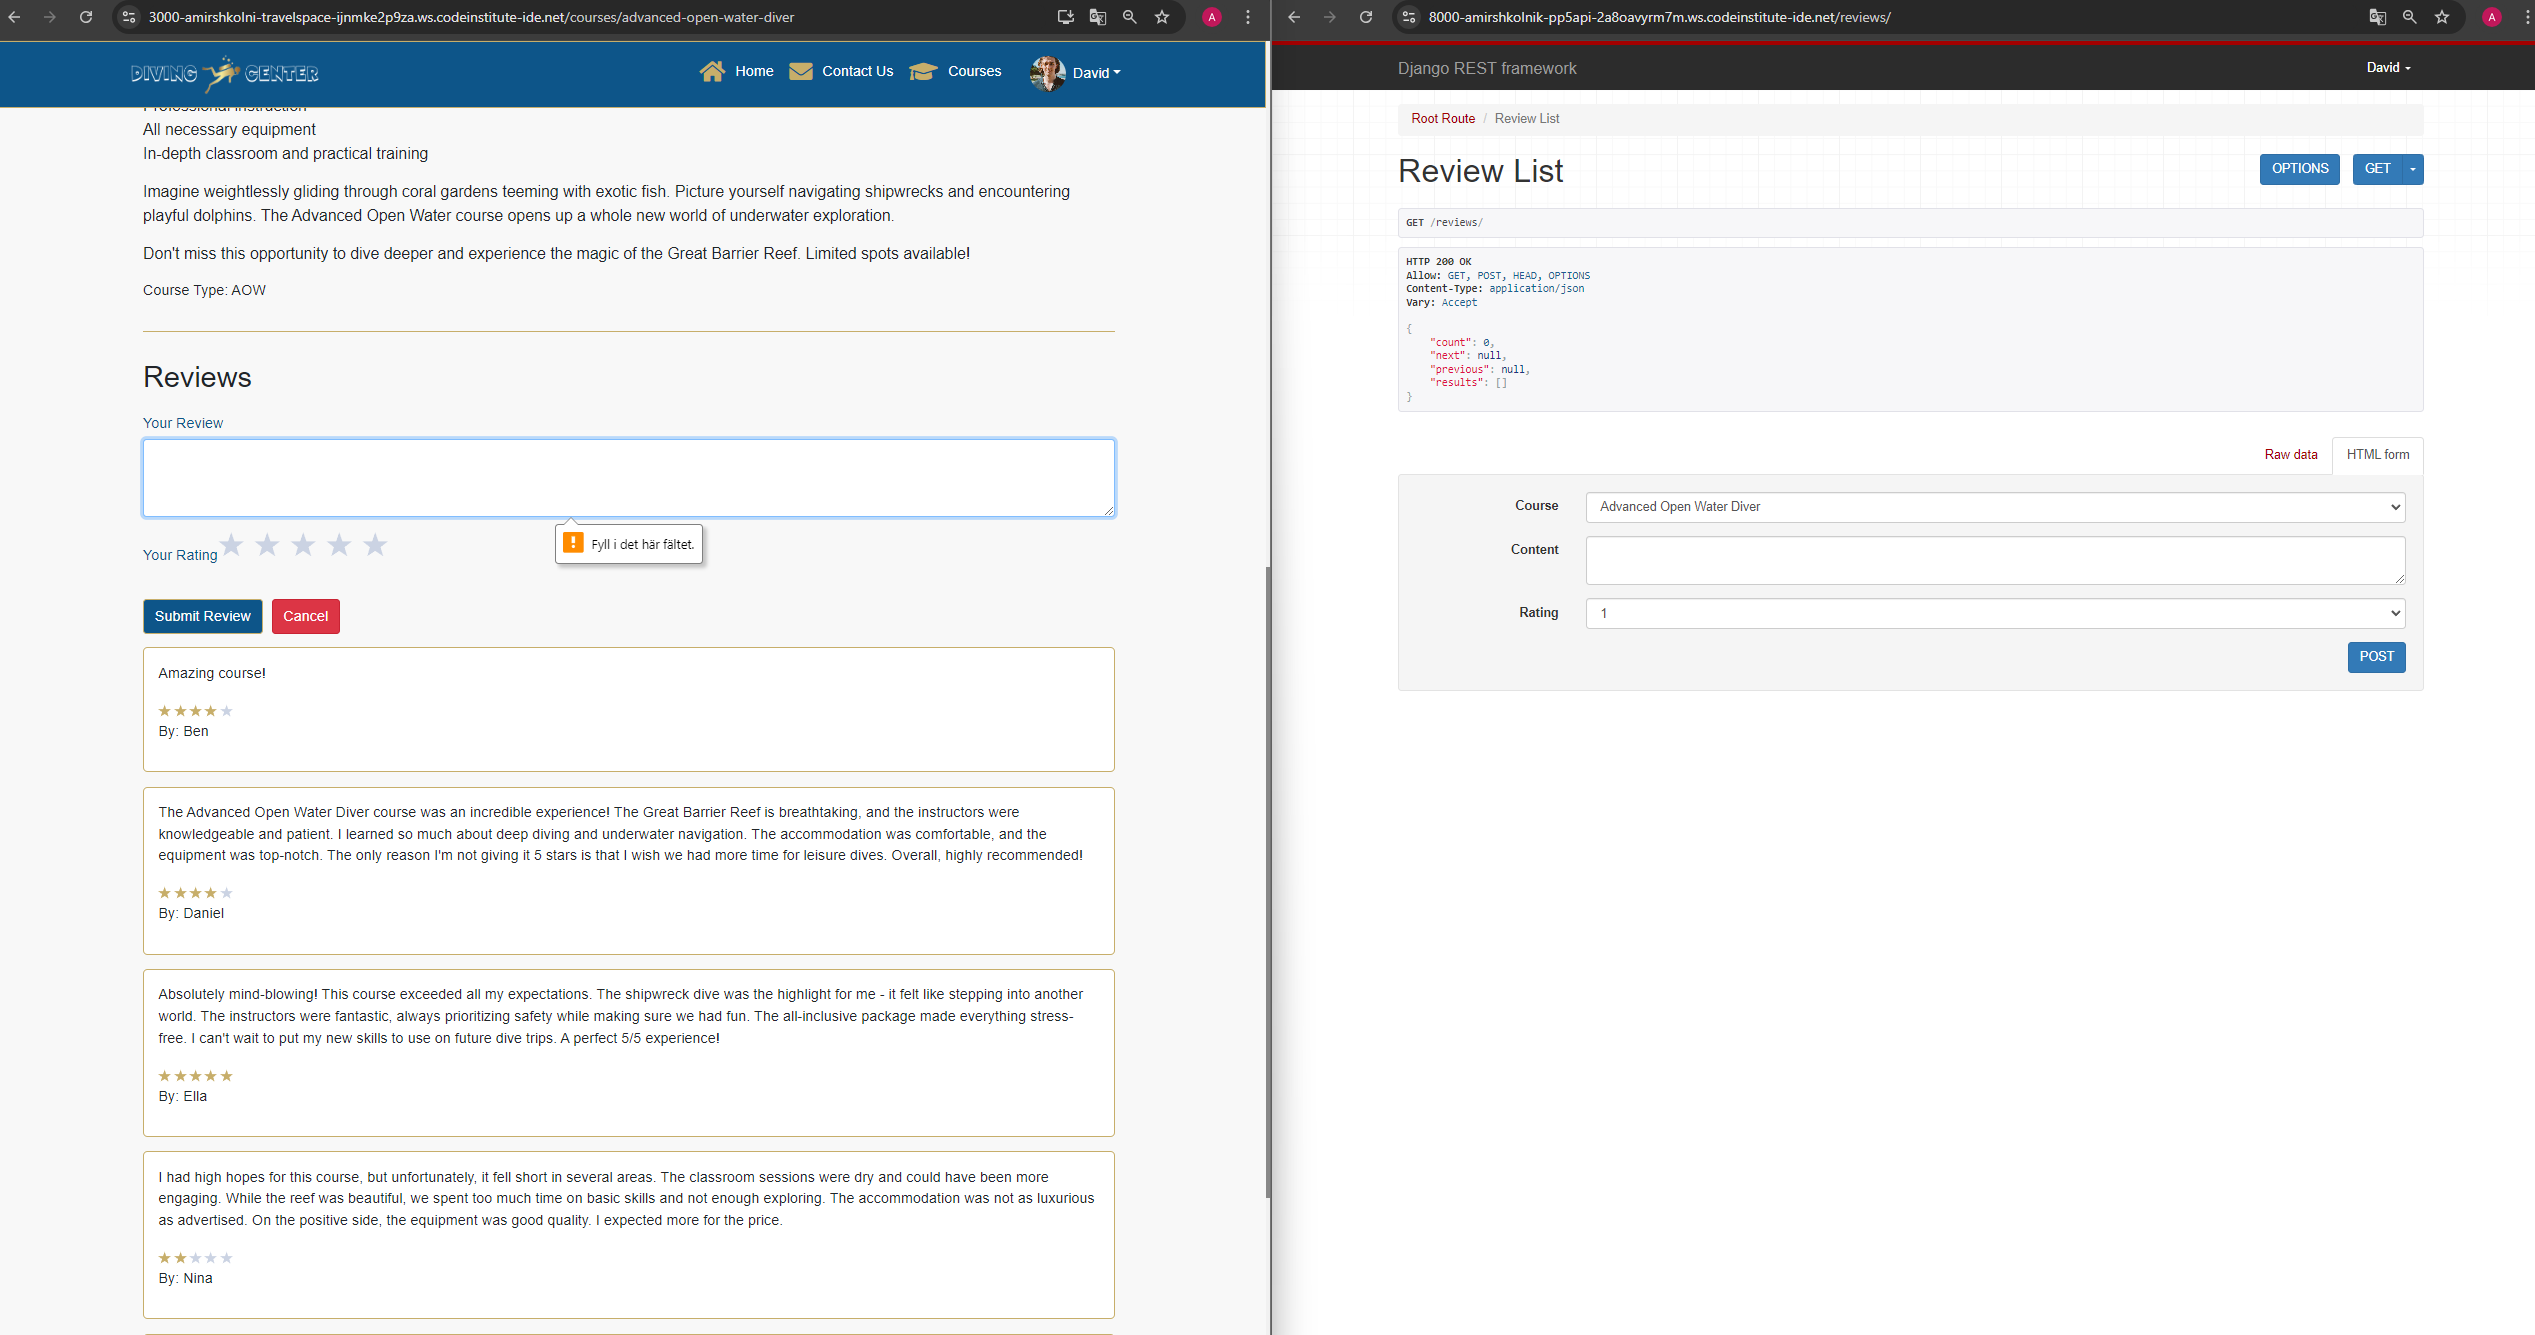 3000-amirshkolni-travelspace-ijnmke2p9za.ws.codeinstitute-ide.net/courses/advanced-open-water-diver
A
DIVING CENTER
Home
Contact Us
Courses
David
Professional instruction
All necessary equipment
In-depth classroom and practical training
Imagine weightlessly gliding through coral gardens teeming with exotic fish. Picture yourself navigating shipwrecks and encountering
playful dolphins. The Advanced Open Water course opens up a whole new world of underwater exploration.
Don't miss this opportunity to dive deeper and experience the magic of the Great Barrier Reef. Limited spots available!
Course Type: AOW
Reviews
Your Review
Fyll i det här fältet.
Your Rating
Submit Review
Cancel
Amazing course!
By: Ben
The Advanced Open Water Diver course was an incredible experience! The Great Barrier Reef is breathtaking, and the instructors were
knowledgeable and patient. I learned so much about deep diving and underwater navigation. The accommodation was comfortable, and the
equipment was top-notch. The only reason I'm not giving it 5 stars is that I wish we had more time for leisure dives. Overall, highly recommended!
By: Daniel
Absolutely mind-blowing! This course exceeded all my expectations. The shipwreck dive was the highlight for me - it felt like stepping into another
world. The instructors were fantastic, always prioritizing safety while making sure we had fun. The all-inclusive package made everything stress-
free. I can't wait to put my new skills to use on future dive trips. A perfect 5/5 experience!
By: Ella
I had high hopes for this course, but unfortunately, it fell short in several areas. The classroom sessions were dry and could have been more
engaging. While the reef was beautiful, we spent too much time on basic skills and not enough exploring. The accommodation was not as luxurious
as advertised. On the positive side, the equipment was good quality. I expected more for the price.
By: Nina
8000-amirshkolnik-pp5api-2a8oavyrm7m.ws.codeinstitute-ide.net/reviews/
A
Django REST framework
David
Root Route / Review List
Review List
OPTIONS
GET
GET /reviews/
HTTP 200 OK
Allow: GET, POST, HEAD, OPTIONS
Content-Type: application/json
Vary: Accept
{
"count": 0,
"next": null,
"previous": null,
"results": []
}
Raw data
HTML form
Course
Advanced Open Water Diver
Content
Rating
1
POST